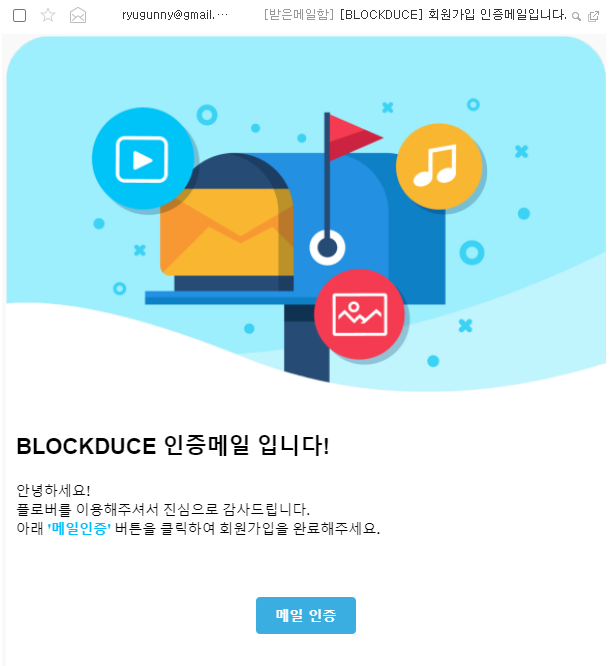 ryugunny@gmail. ··· [받은메일함] [BLOCKDUCE] 회원가입 인증메일입니다.
BLOCKDUCE 인증메일 입니다!
안녕하세요!
플로버를 이용해주셔서 진심으로 감사드립니다.
아래 '메일인증' 버튼을 클릭하여 회원가입을 완료해주세요.
메일 인증